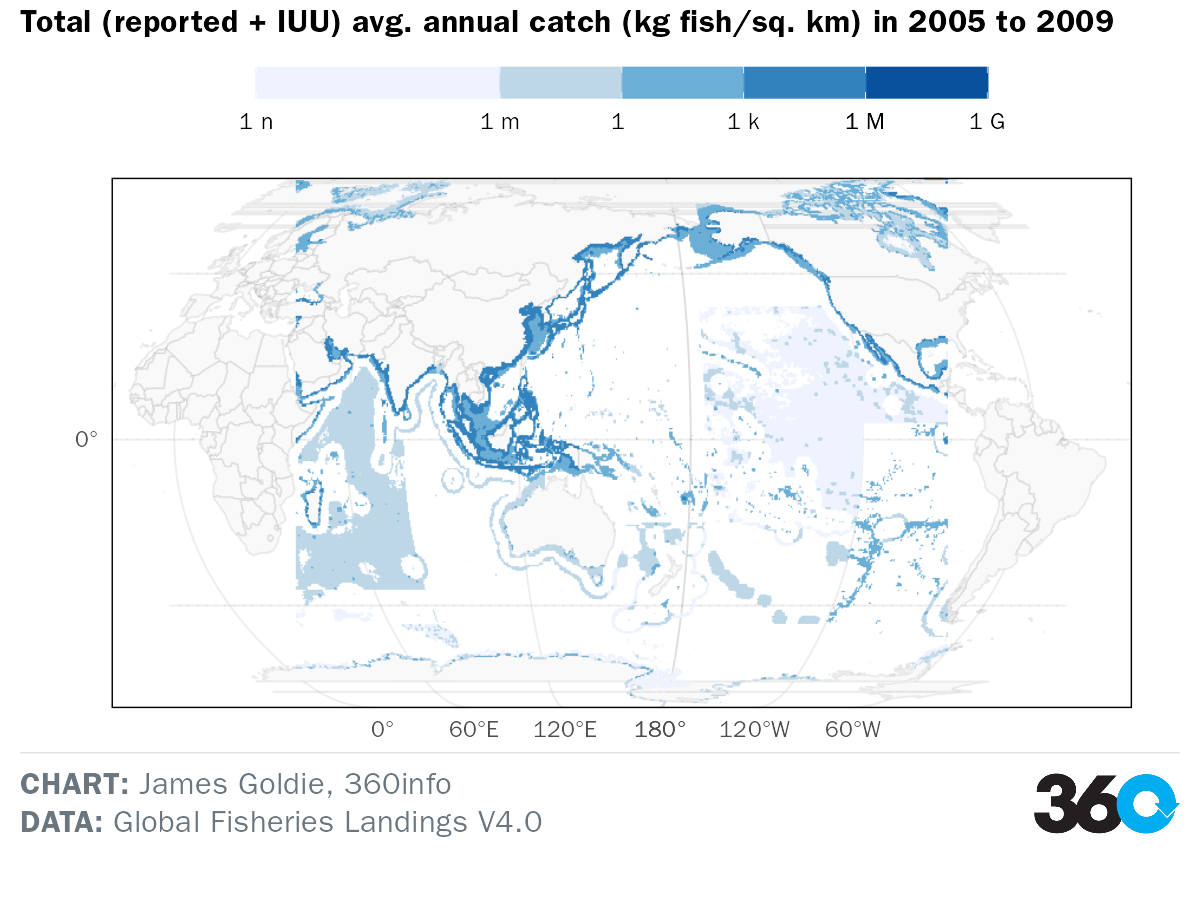 Total (reported + IUU) avg. annual catch (kg fish/sq. km) in 2005 to 2009
1 n 1 m 1 1 k 1 M 1 G
0°
0° 60°E 120°E 180° 120°W 60°W
CHART: James Goldie, 360info
DATA: Global Fisheries Landings V4.0
360